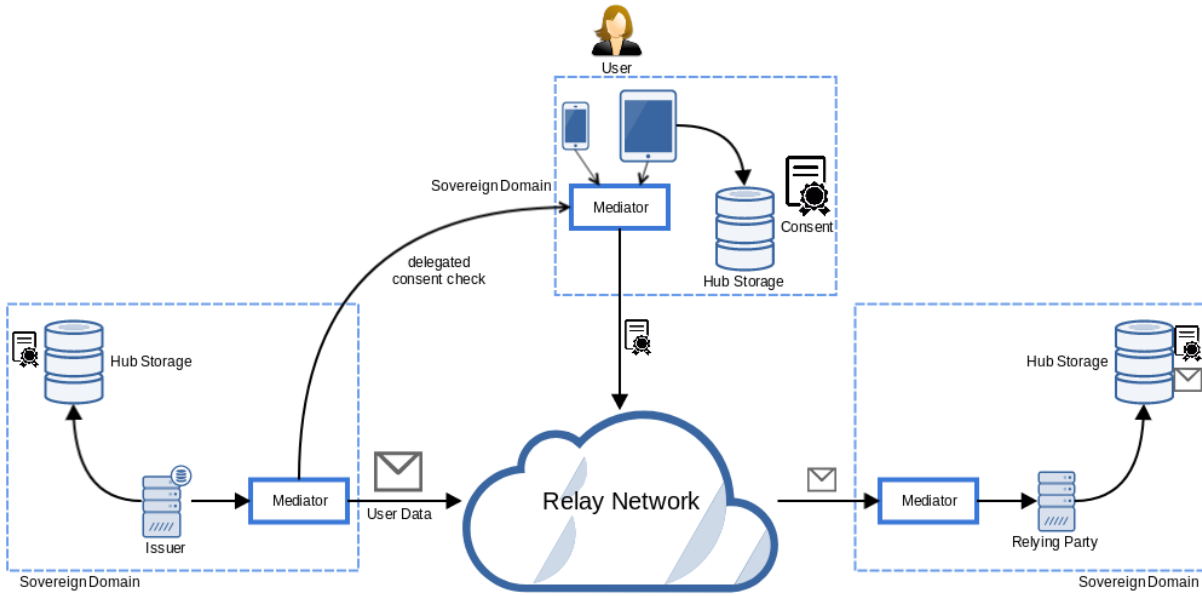 User
Sovereign Domain
Mediator
Consent
Hub Storage
delegated
consent check
Hub Storage
Issuer
Mediator
User Data
Sovereign Domain
Relay Network
Hub Storage
Mediator
Relying Party
Sovereign Domain